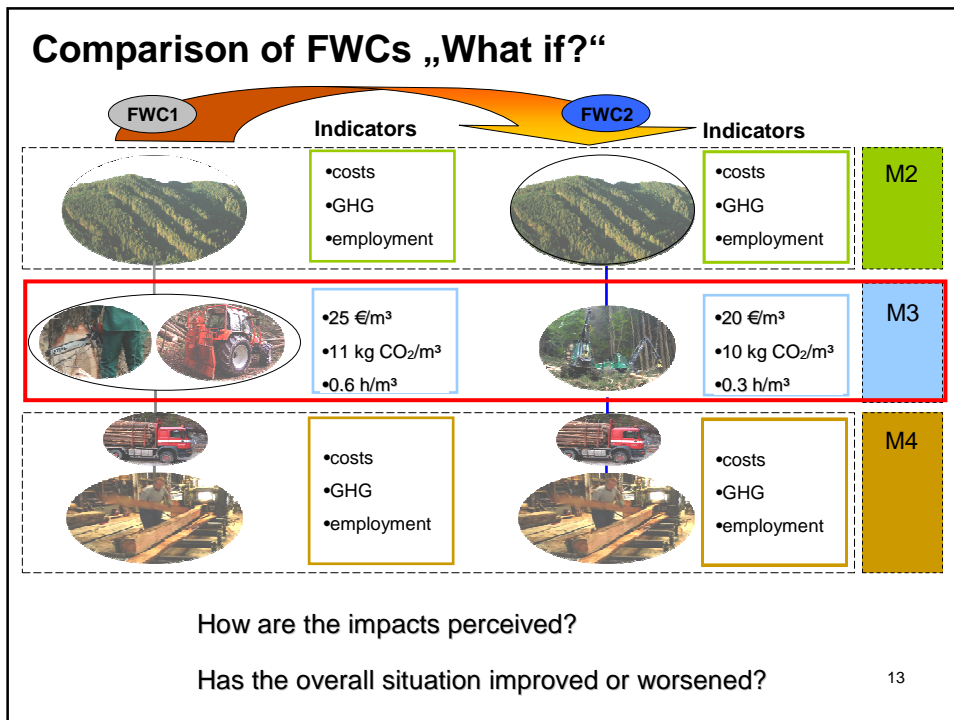 Comparison of FWCs „What if?“
FWC1
Indicators
FWC2
Indicators
•costs
•GHG
•employment
•costs
•GHG
•employment
M2
•25 €/m³
•11 kg CO₂/m³
•0.6 h/m³
•20 €/m³
•10 kg CO₂/m³
•0.3 h/m³
M3
•costs
•GHG
•employment
•costs
•GHG
•employment
M4
How are the impacts perceived?
Has the overall situation improved or worsened?
13